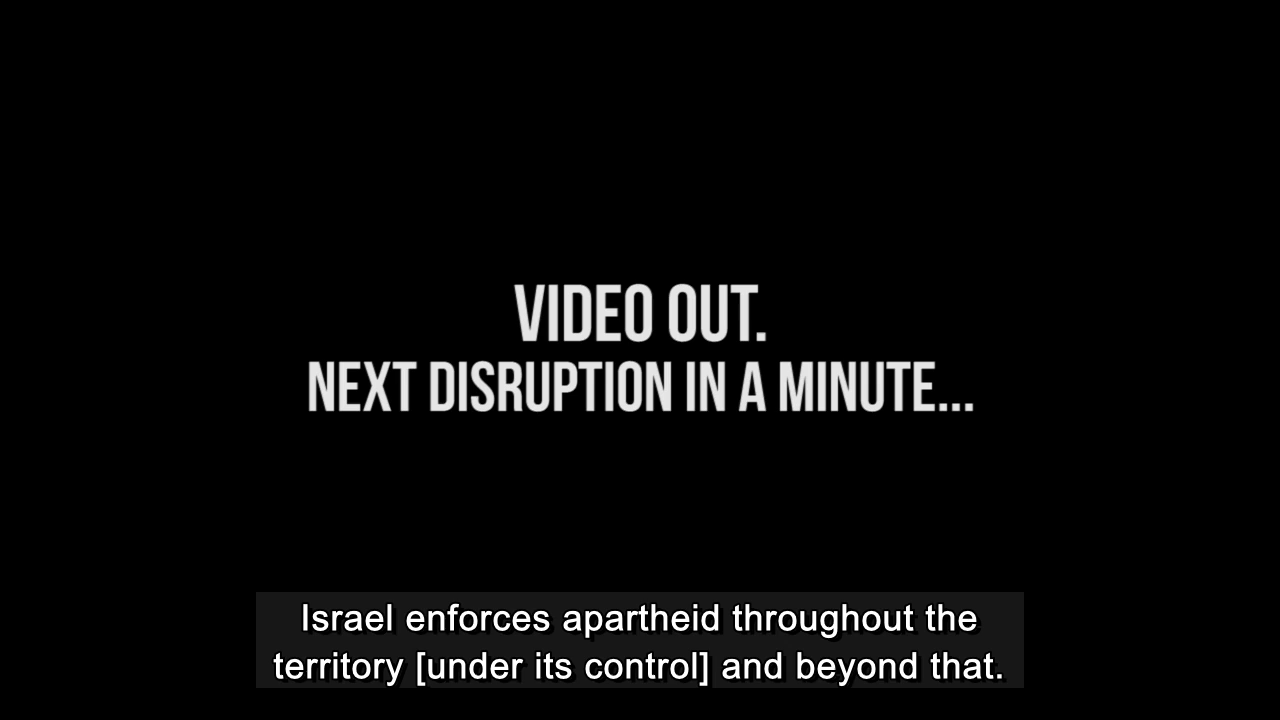 VIDEO OUT.
NEXT DISRUPTION IN A MINUTE...
Israel enforces apartheid throughout the
territory [under its control] and beyond that.